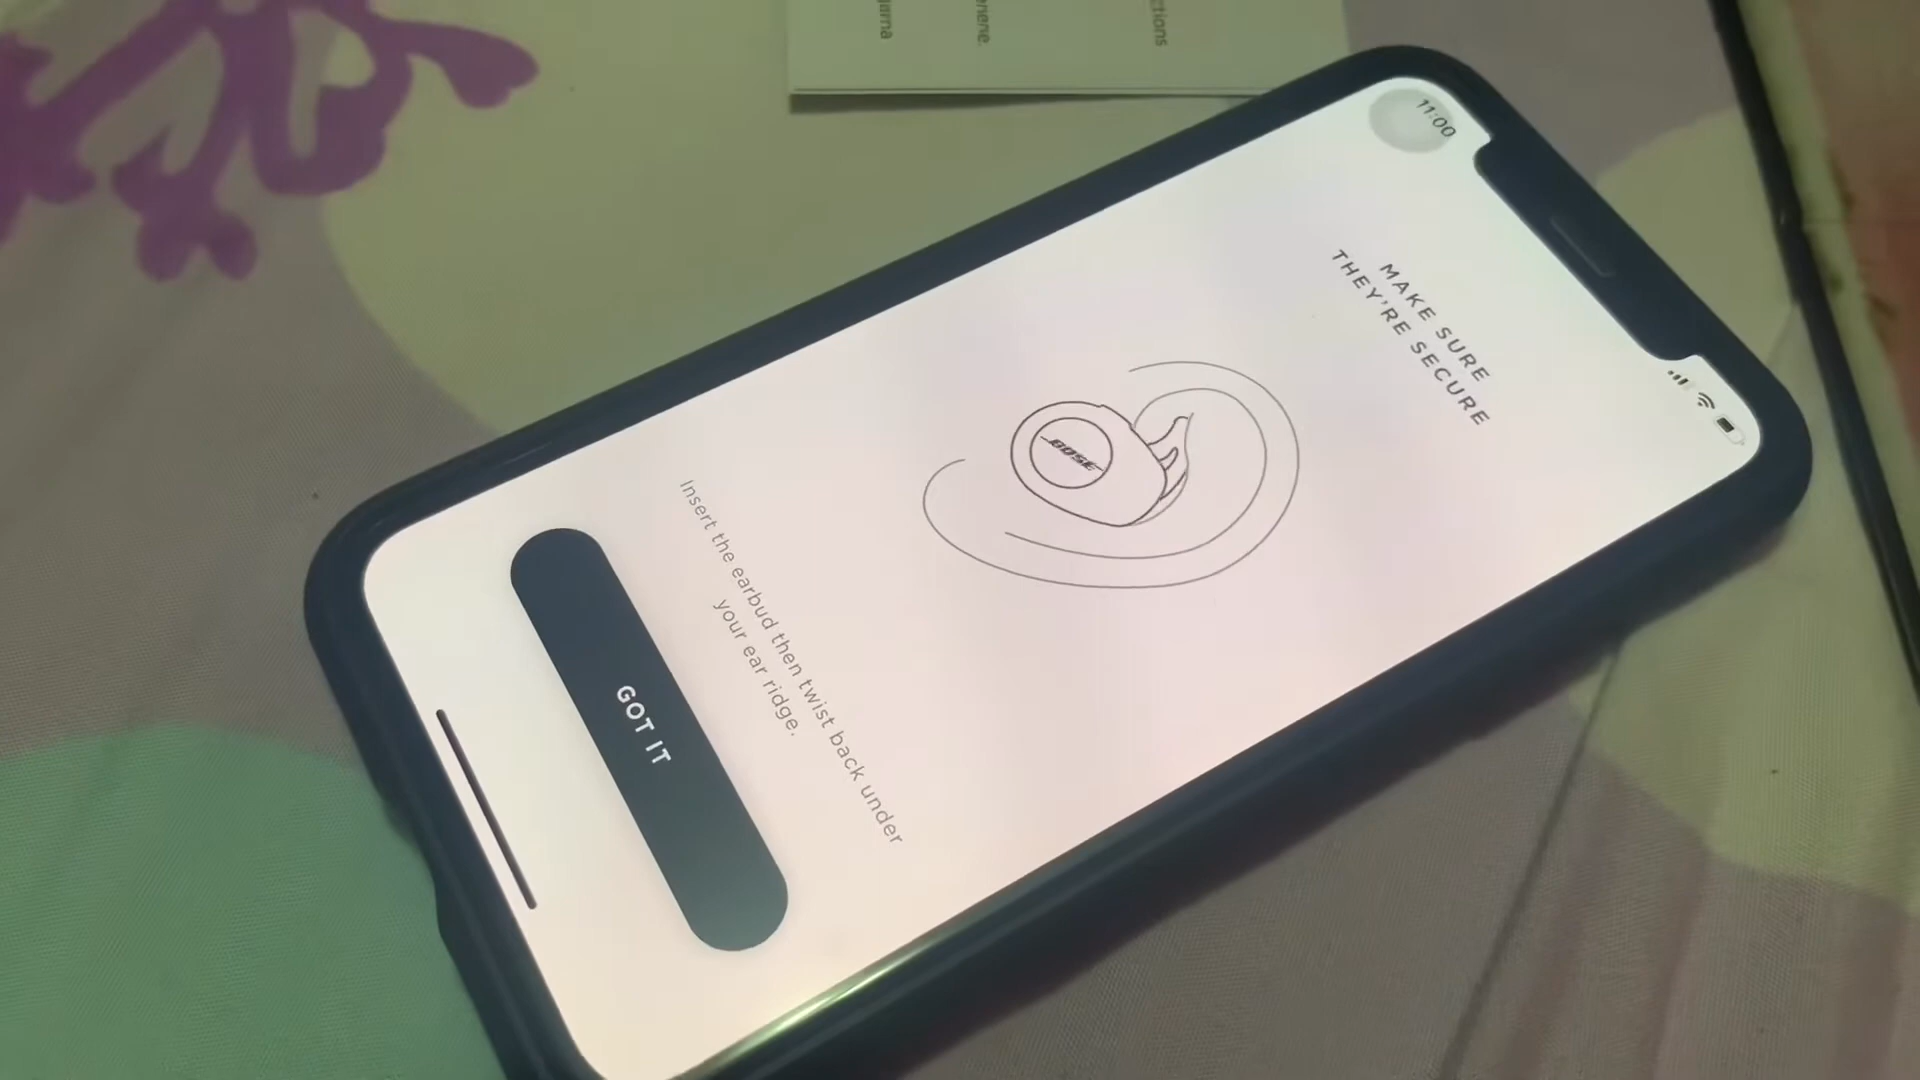 11:00
MAKE SURE
THEY'RE SECURE
BOSE
Insert the earbud then twist back under
your ear ridge.
GOT IT